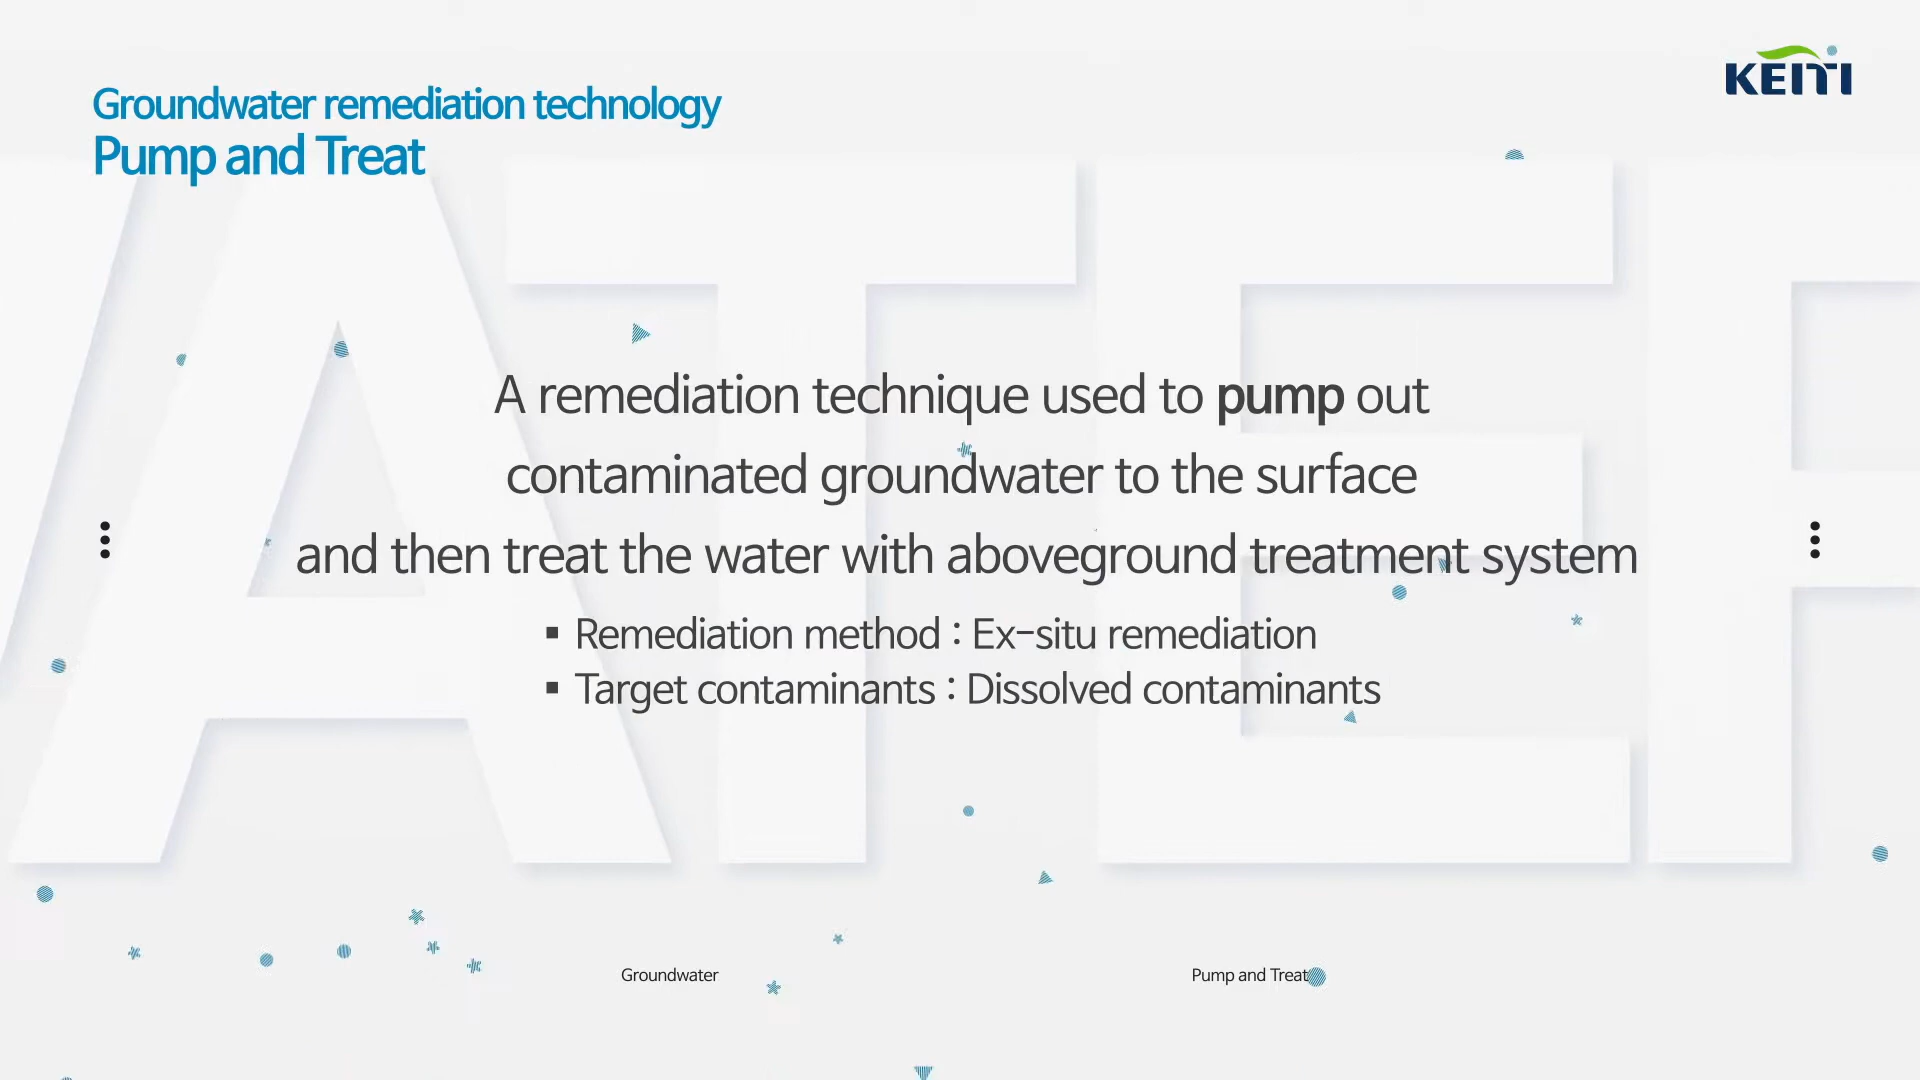 Groundwater remediation technology
Pump and Treat
KEITI
A remediation technique used to pump out
contaminated groundwater to the surface
and then treat the water with aboveground treatment system
▪ Remediation method : Ex-situ remediation
▪ Target contaminants : Dissolved contaminants
Groundwater
Pump and Treat
ATER